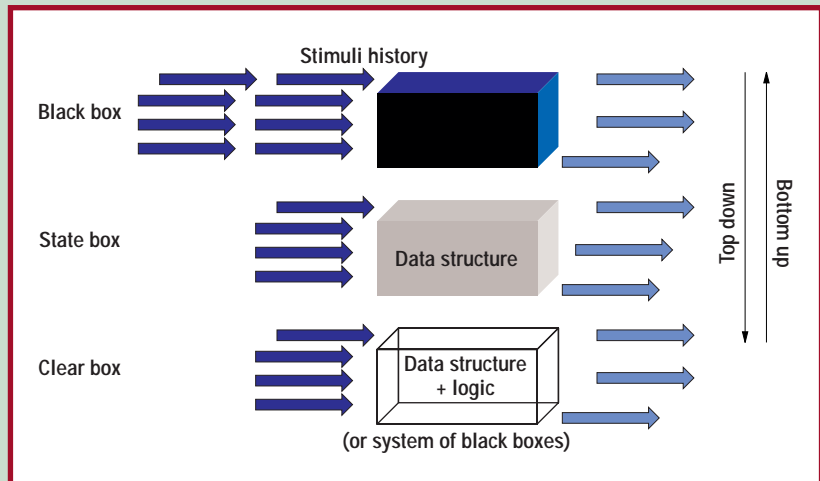 Stimuli history
Black box
State box
Data structure
Clear box
Data structure
+ logic
(or system of black boxes)
Top down
Bottom up